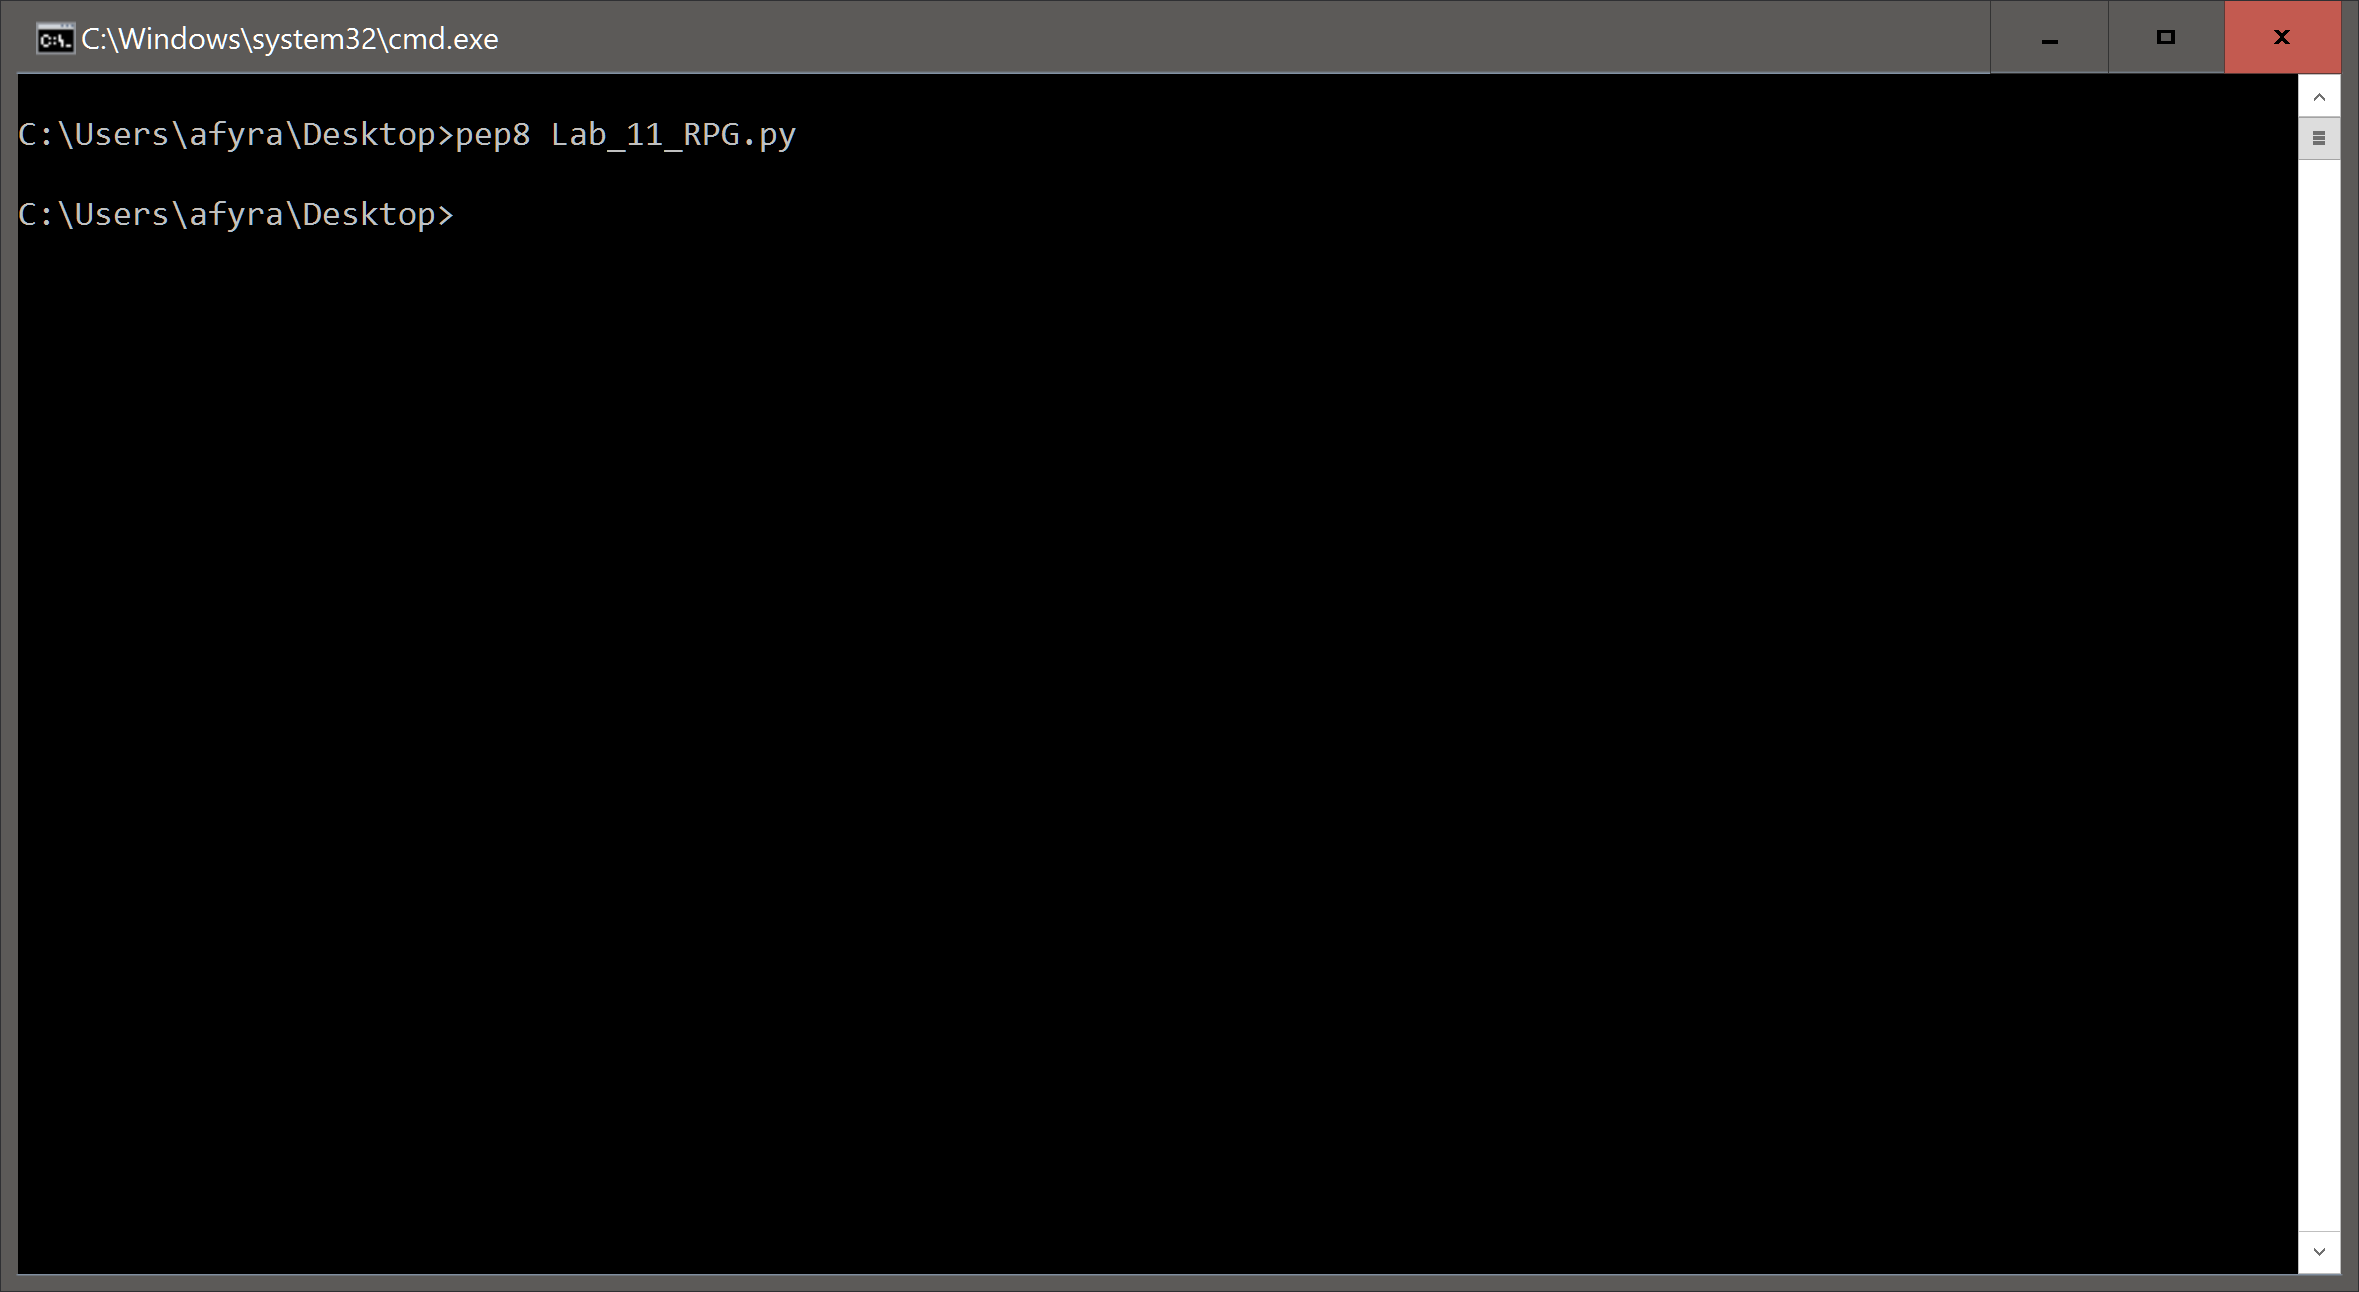 C:\Windows\system32\cmd.exe
C:\Users\afyra\Desktop>pep8 Lab_11_RPG.py
C:\Users\afyra\Desktop>